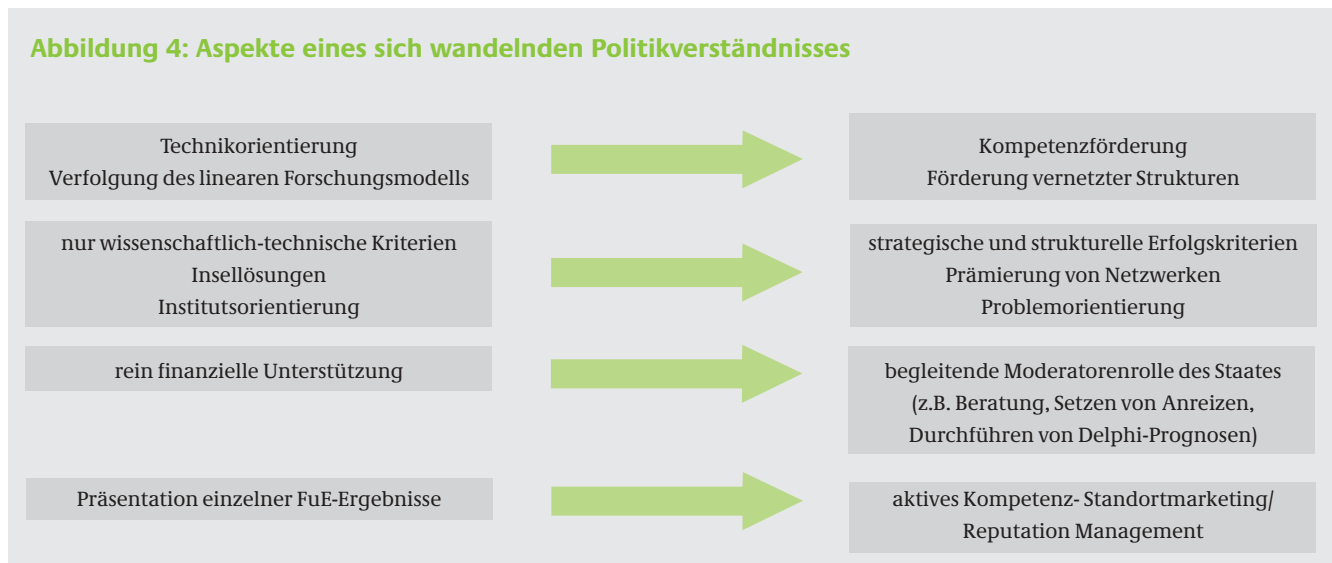 Abbildung 4: Aspekte eines sich wandelnden Politikverständnisses
Technikorientierung
Verfolgung des linearen Forschungsmodells
Kompetenzförderung
Förderung vernetzter Strukturen
nur wissenschaftlich-technische Kriterien
Insellösungen
Institutsorientierung
strategische und strukturelle Erfolgskriterien
Prämierung von Netzwerken
Problemorientierung
rein finanzielle Unterstützung
begleitende Moderatorenrolle des Staates
(z.B. Beratung, Setzen von Anreizen,
Durchführen von Delphi-Prognosen)
Präsentation einzelner FuE-Ergebnisse
aktives Kompetenz- Standortmarketing/
Reputation Management